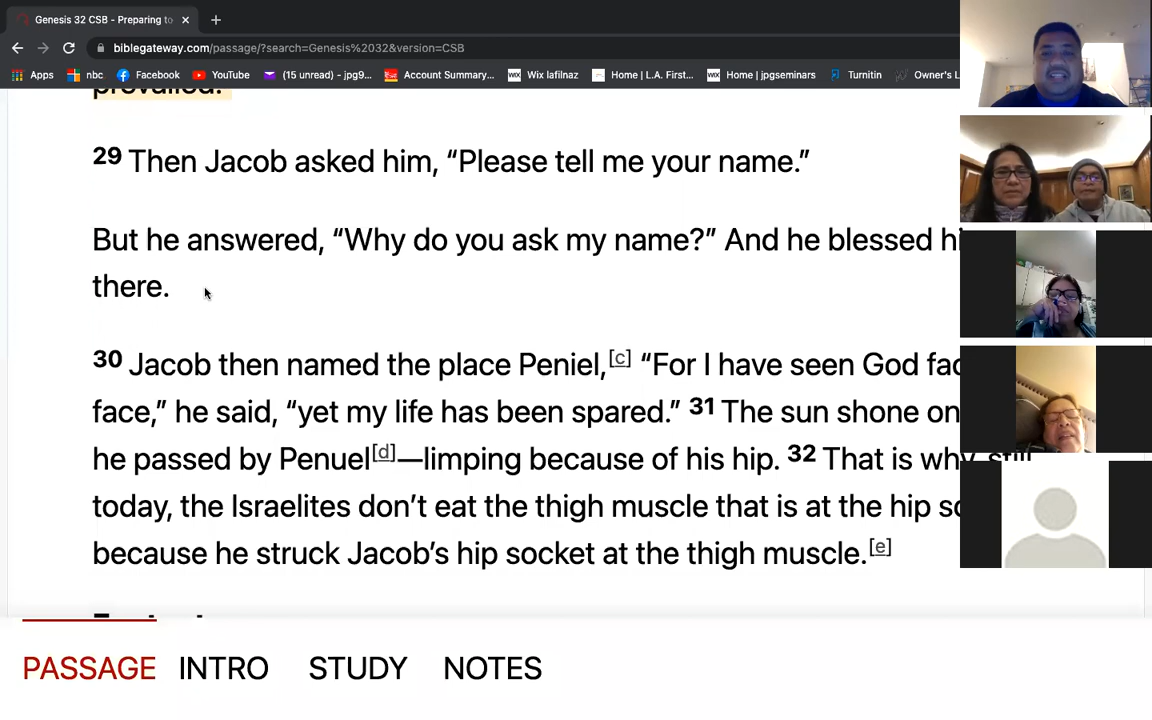 Genesis 32 CSB - Preparing to
biblegateway.com/passage/?search=Genesis%2032&version=CSB
Apps nbc Facebook YouTube (15 unread) - jpg9... Account Summary... Wix lafilnaz Home | L.A. First... Home | jpgseminars Turnitin Owner's L
prevailed.”
29 Then Jacob asked him, “Please tell me your name.”
But he answered, “Why do you ask my name?” And he blessed hi
there.
30 Jacob then named the place Peniel,[c] “For I have seen God fac
face,” he said, “yet my life has been spared.” 31 The sun shone on
he passed by Penuel[d]—limping because of his hip. 32 That is why, still
today, the Israelites don’t eat the thigh muscle that is at the hip so
because he struck Jacob’s hip socket at the thigh muscle.[e]
PASSAGE INTRO STUDY NOTES